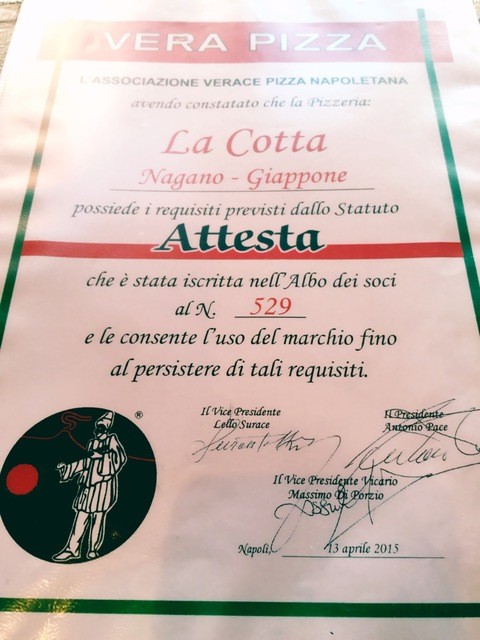 VERA PIZZA
L'ASSOCIAZIONE VERACE PIZZA NAPOLETANA
avendo constatato che la Pizzeria:
La Cotta
Nagano - Giappone
possiede i requisiti previsti dallo Statuto
Attesta
che è stata iscritta nell'Albo dei soci
al N. 529
e le consente l'uso del marchio fino
al persistere di tali requisiti.
Il Vice Presidente
Lello Surace
Il Presidente
Antonio Pace
Il Vice Presidente Vicario
Massimo Di Porzio
Napoli, 13 aprile 2015
®